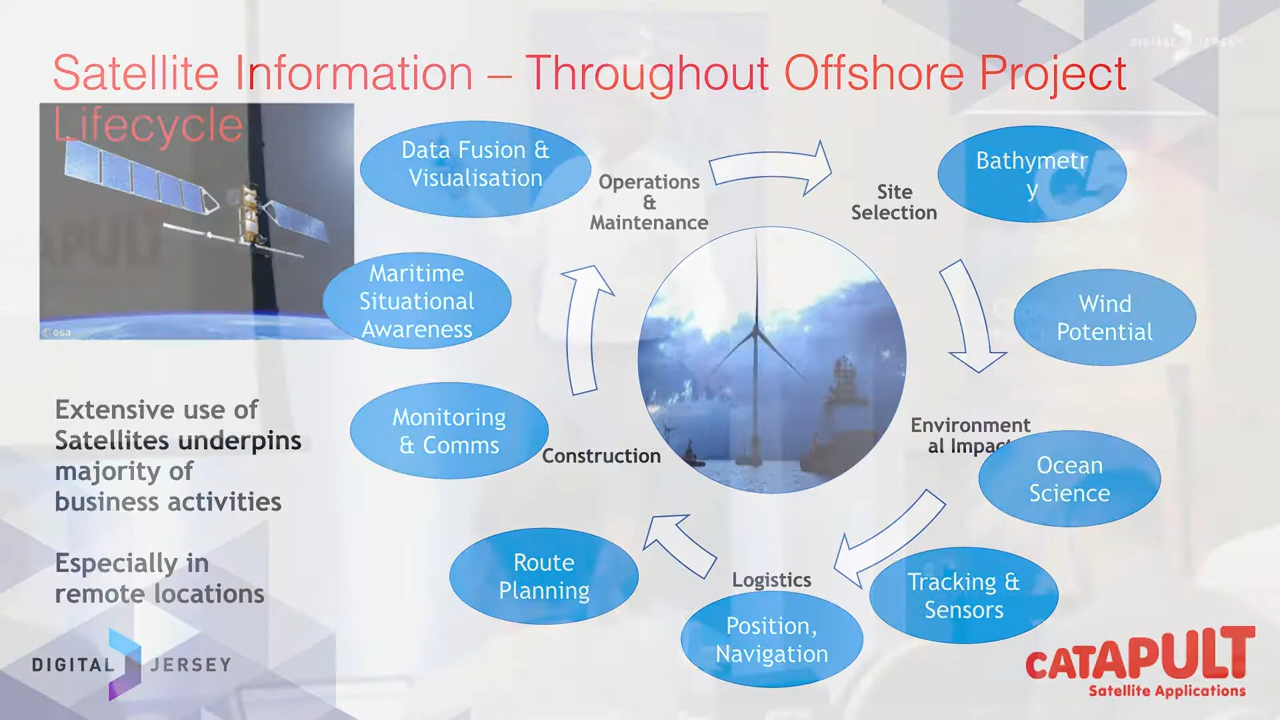 Satellite Information – Throughout Offshore Project
Lifecycle
DIGITAL JERSEY
Data Fusion &
Visualisation
Operations
&
Maintenance
Site
Selection
Bathymetr
y
Maritime
Situational
Awareness
Wind
Potential
esa
Extensive use of
Satellites underpins
majority of
business activities
Especially in
remote locations
Monitoring
& Comms
Construction
Environment
al Impact
Ocean
Science
Route
Planning
Logistics
Tracking &
Sensors
Position,
Navigation
DIGITAL JERSEY
CATAPULT
Satellite Applications